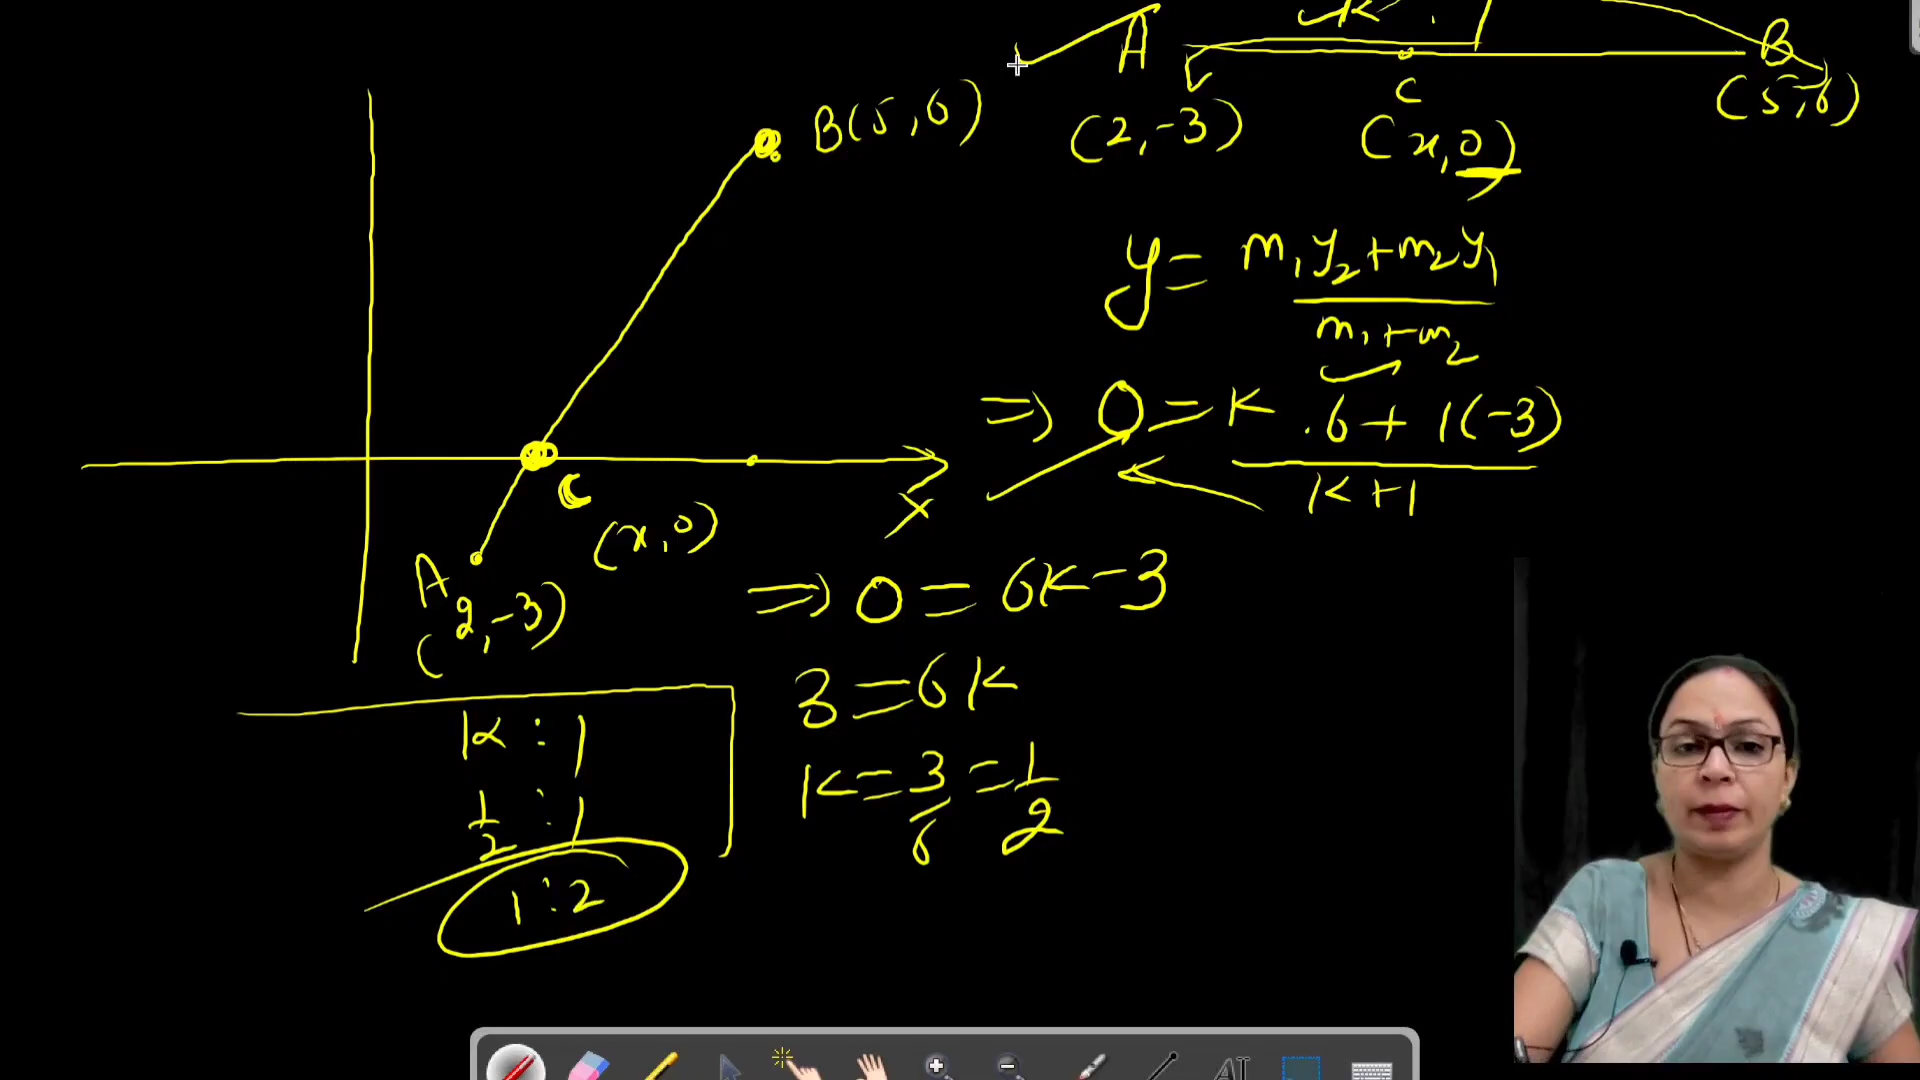 K : 1
A B
C
B(5,6) (2,-3) (x,0) (5,6)
y = m₁y₂+m₂y₁
m₁+m₂
=> 0 = K.6 + 1(-3)
K+1
C
X
(x,0)
A
(2,-3)
=> 0 = 6K-3
3 = 6K
K = 3/6 = 1/2
K : 1
1/2 : 1
1 : 2